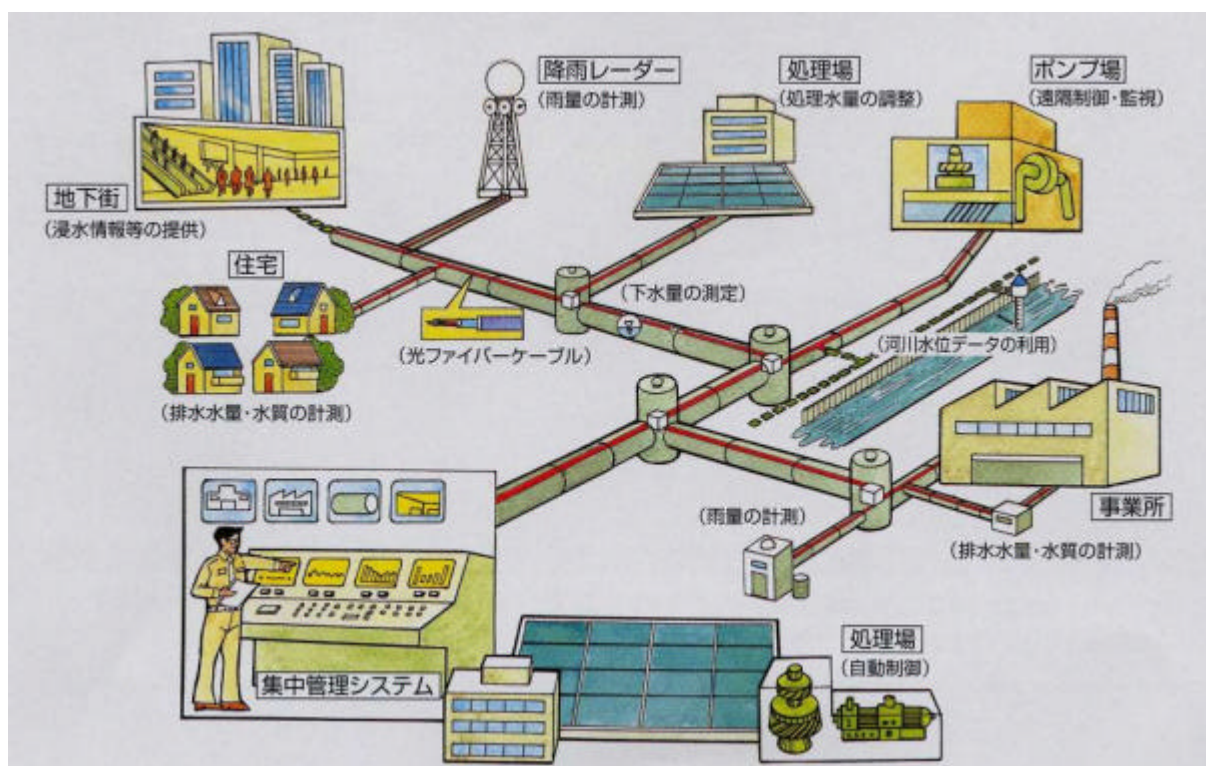 降雨レーダー
(雨量の計測)
処理場
(処理水量の調整)
ポンプ場
(遠隔制御・監視)
地下街
(浸水情報等の提供)
住宅
(下水量の測定)
(光ファイバーケーブル)
(河川水位データの利用)
(排水水量・水質の計測)
(雨量の計測)
事業所
(排水水量・水質の計測)
処理場
(自動制御)
集中管理システム